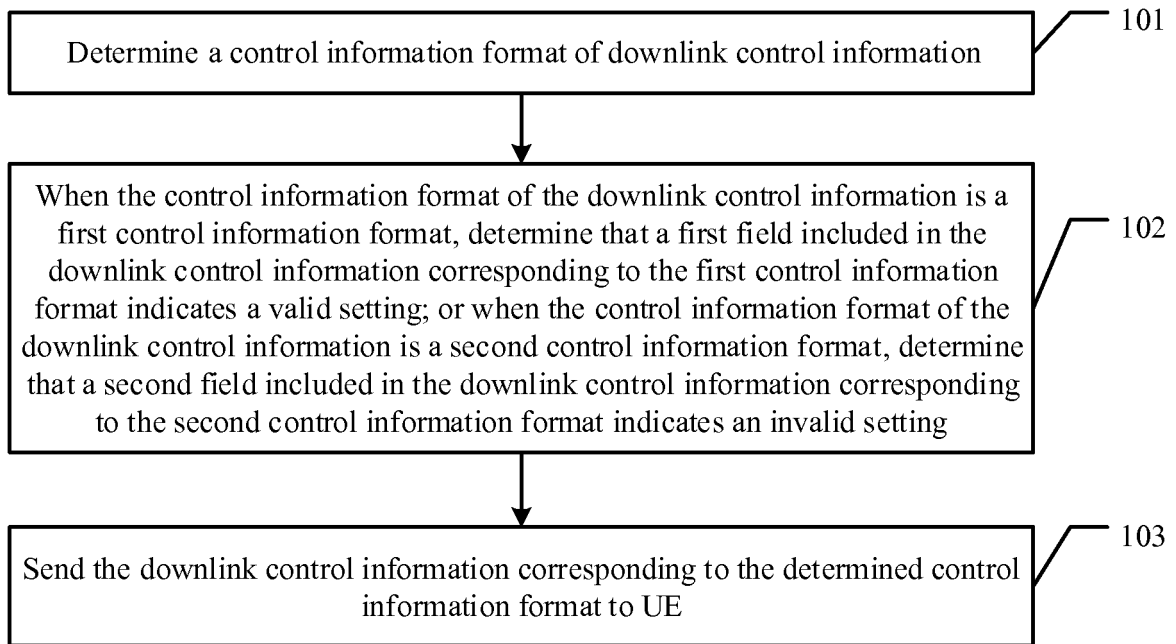 101
Determine a control information format of downlink control information
When the control information format of the downlink control information is a
first control information format, determine that a first field included in the
102
downlink control information corresponding to the first control information
format indicates a valid setting; or when the control information format of the
downlink control information is a second control information format, determine
that a second field included in the downlink control information corresponding
to the second control information format indicates an invalid setting
103
Send the downlink control information corresponding to the determined control
information format to UE